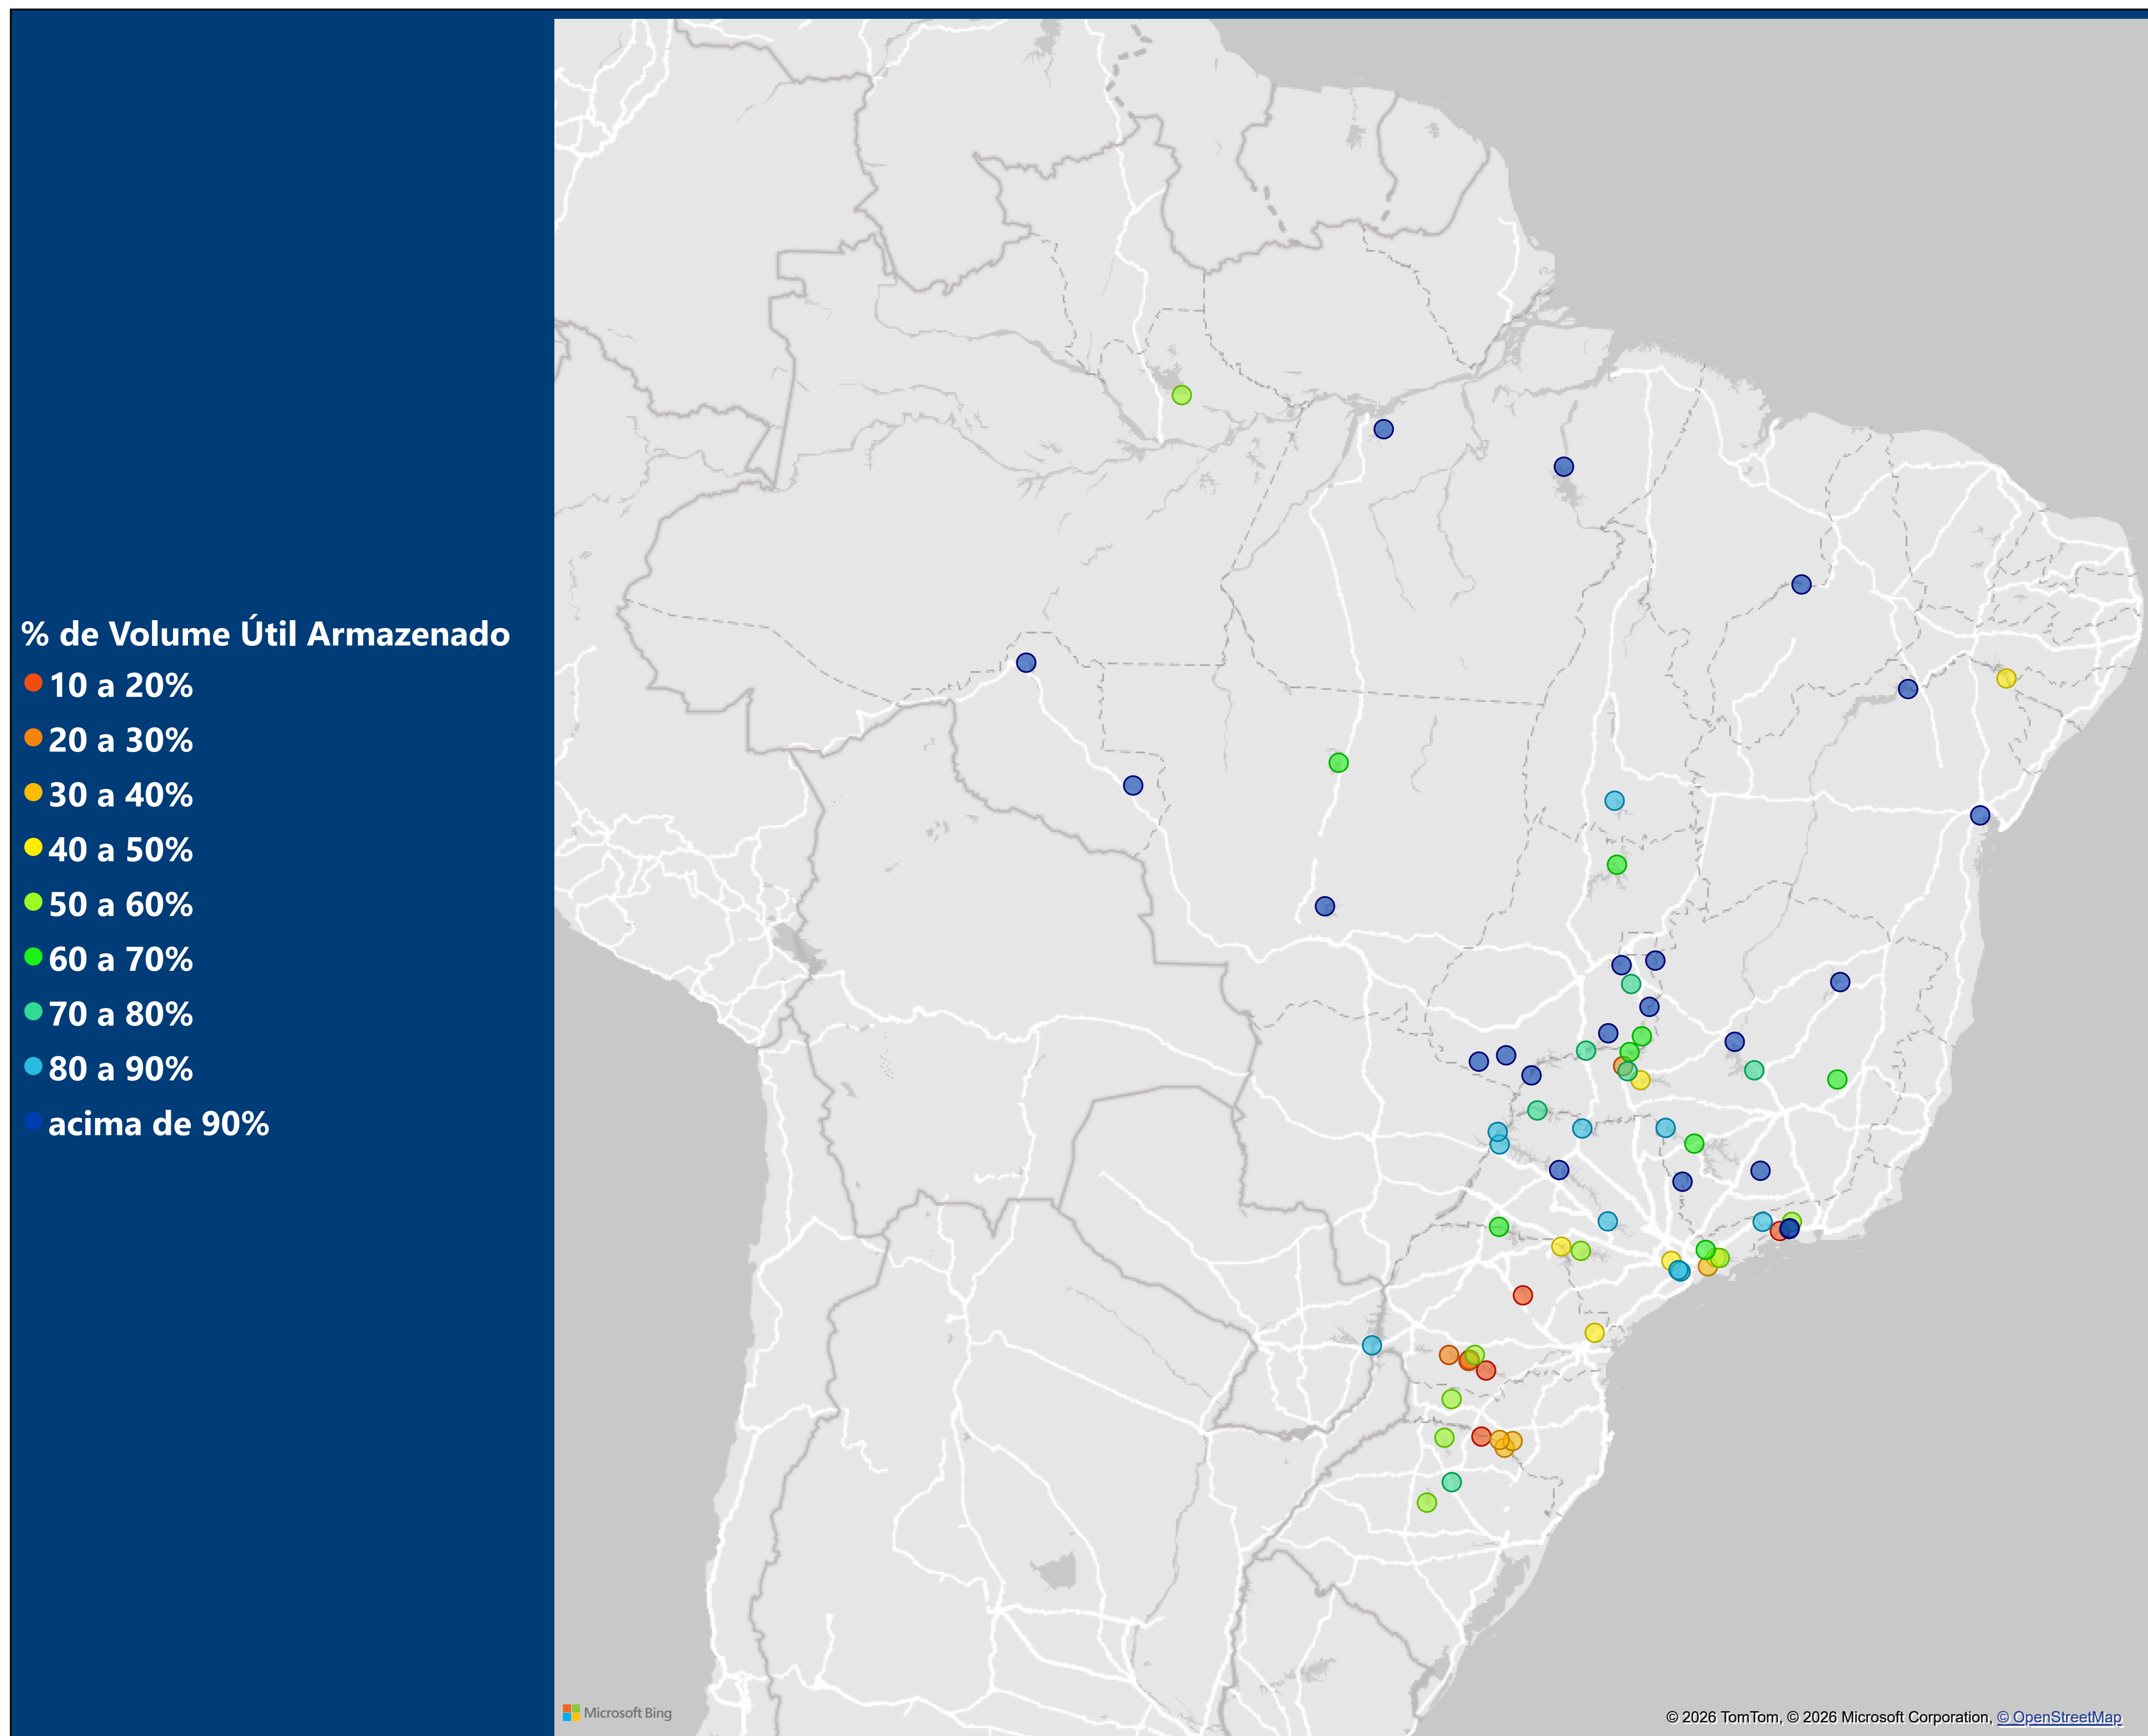 % de Volume Útil Armazenado
10 a 20%
20 a 30%
30 a 40%
40 a 50%
50 a 60%
60 a 70%
70 a 80%
80 a 90%
acima de 90%
Microsoft Bing
© 2026 TomTom, © 2026 Microsoft Corporation, © OpenStreetMap